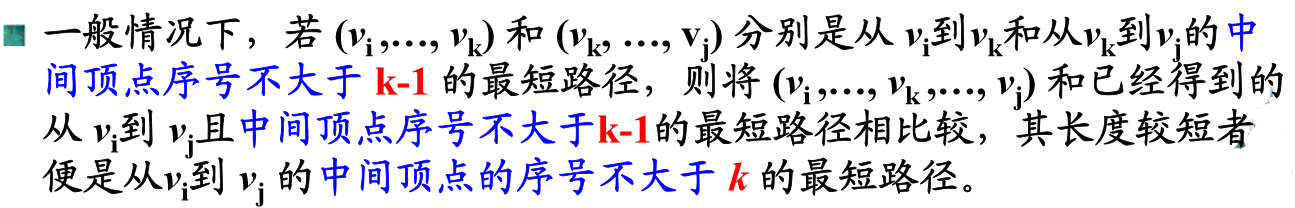 一般情况下，若 (vi ,…, vk) 和 (vk, …, vj) 分别是从 vi到vk和从vk到vj的中
间顶点序号不大于 k-1 的最短路径，则将 (vi ,…, vk ,…, vj) 和已经得到的
从 vi到 vj且中间顶点序号不大于k-1的最短路径相比较，其长度较短者
便是从vi到 vj 的中间顶点的序号不大于 k 的最短路径。